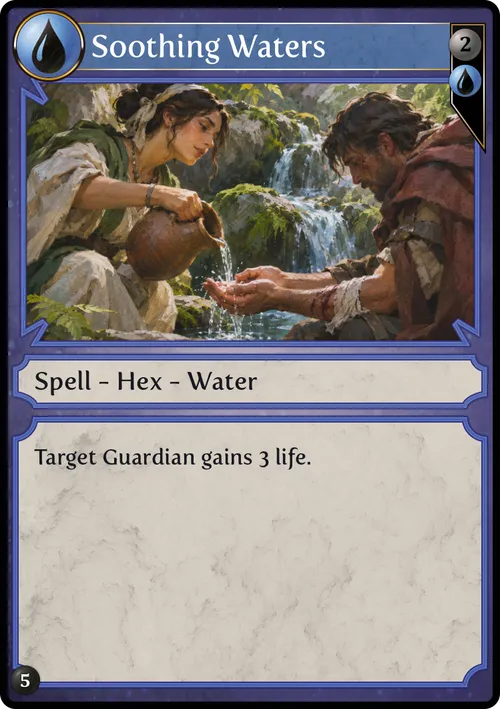 Soothing Waters
2
Spell - Hex - Water
Target Guardian gains 3 life.
5